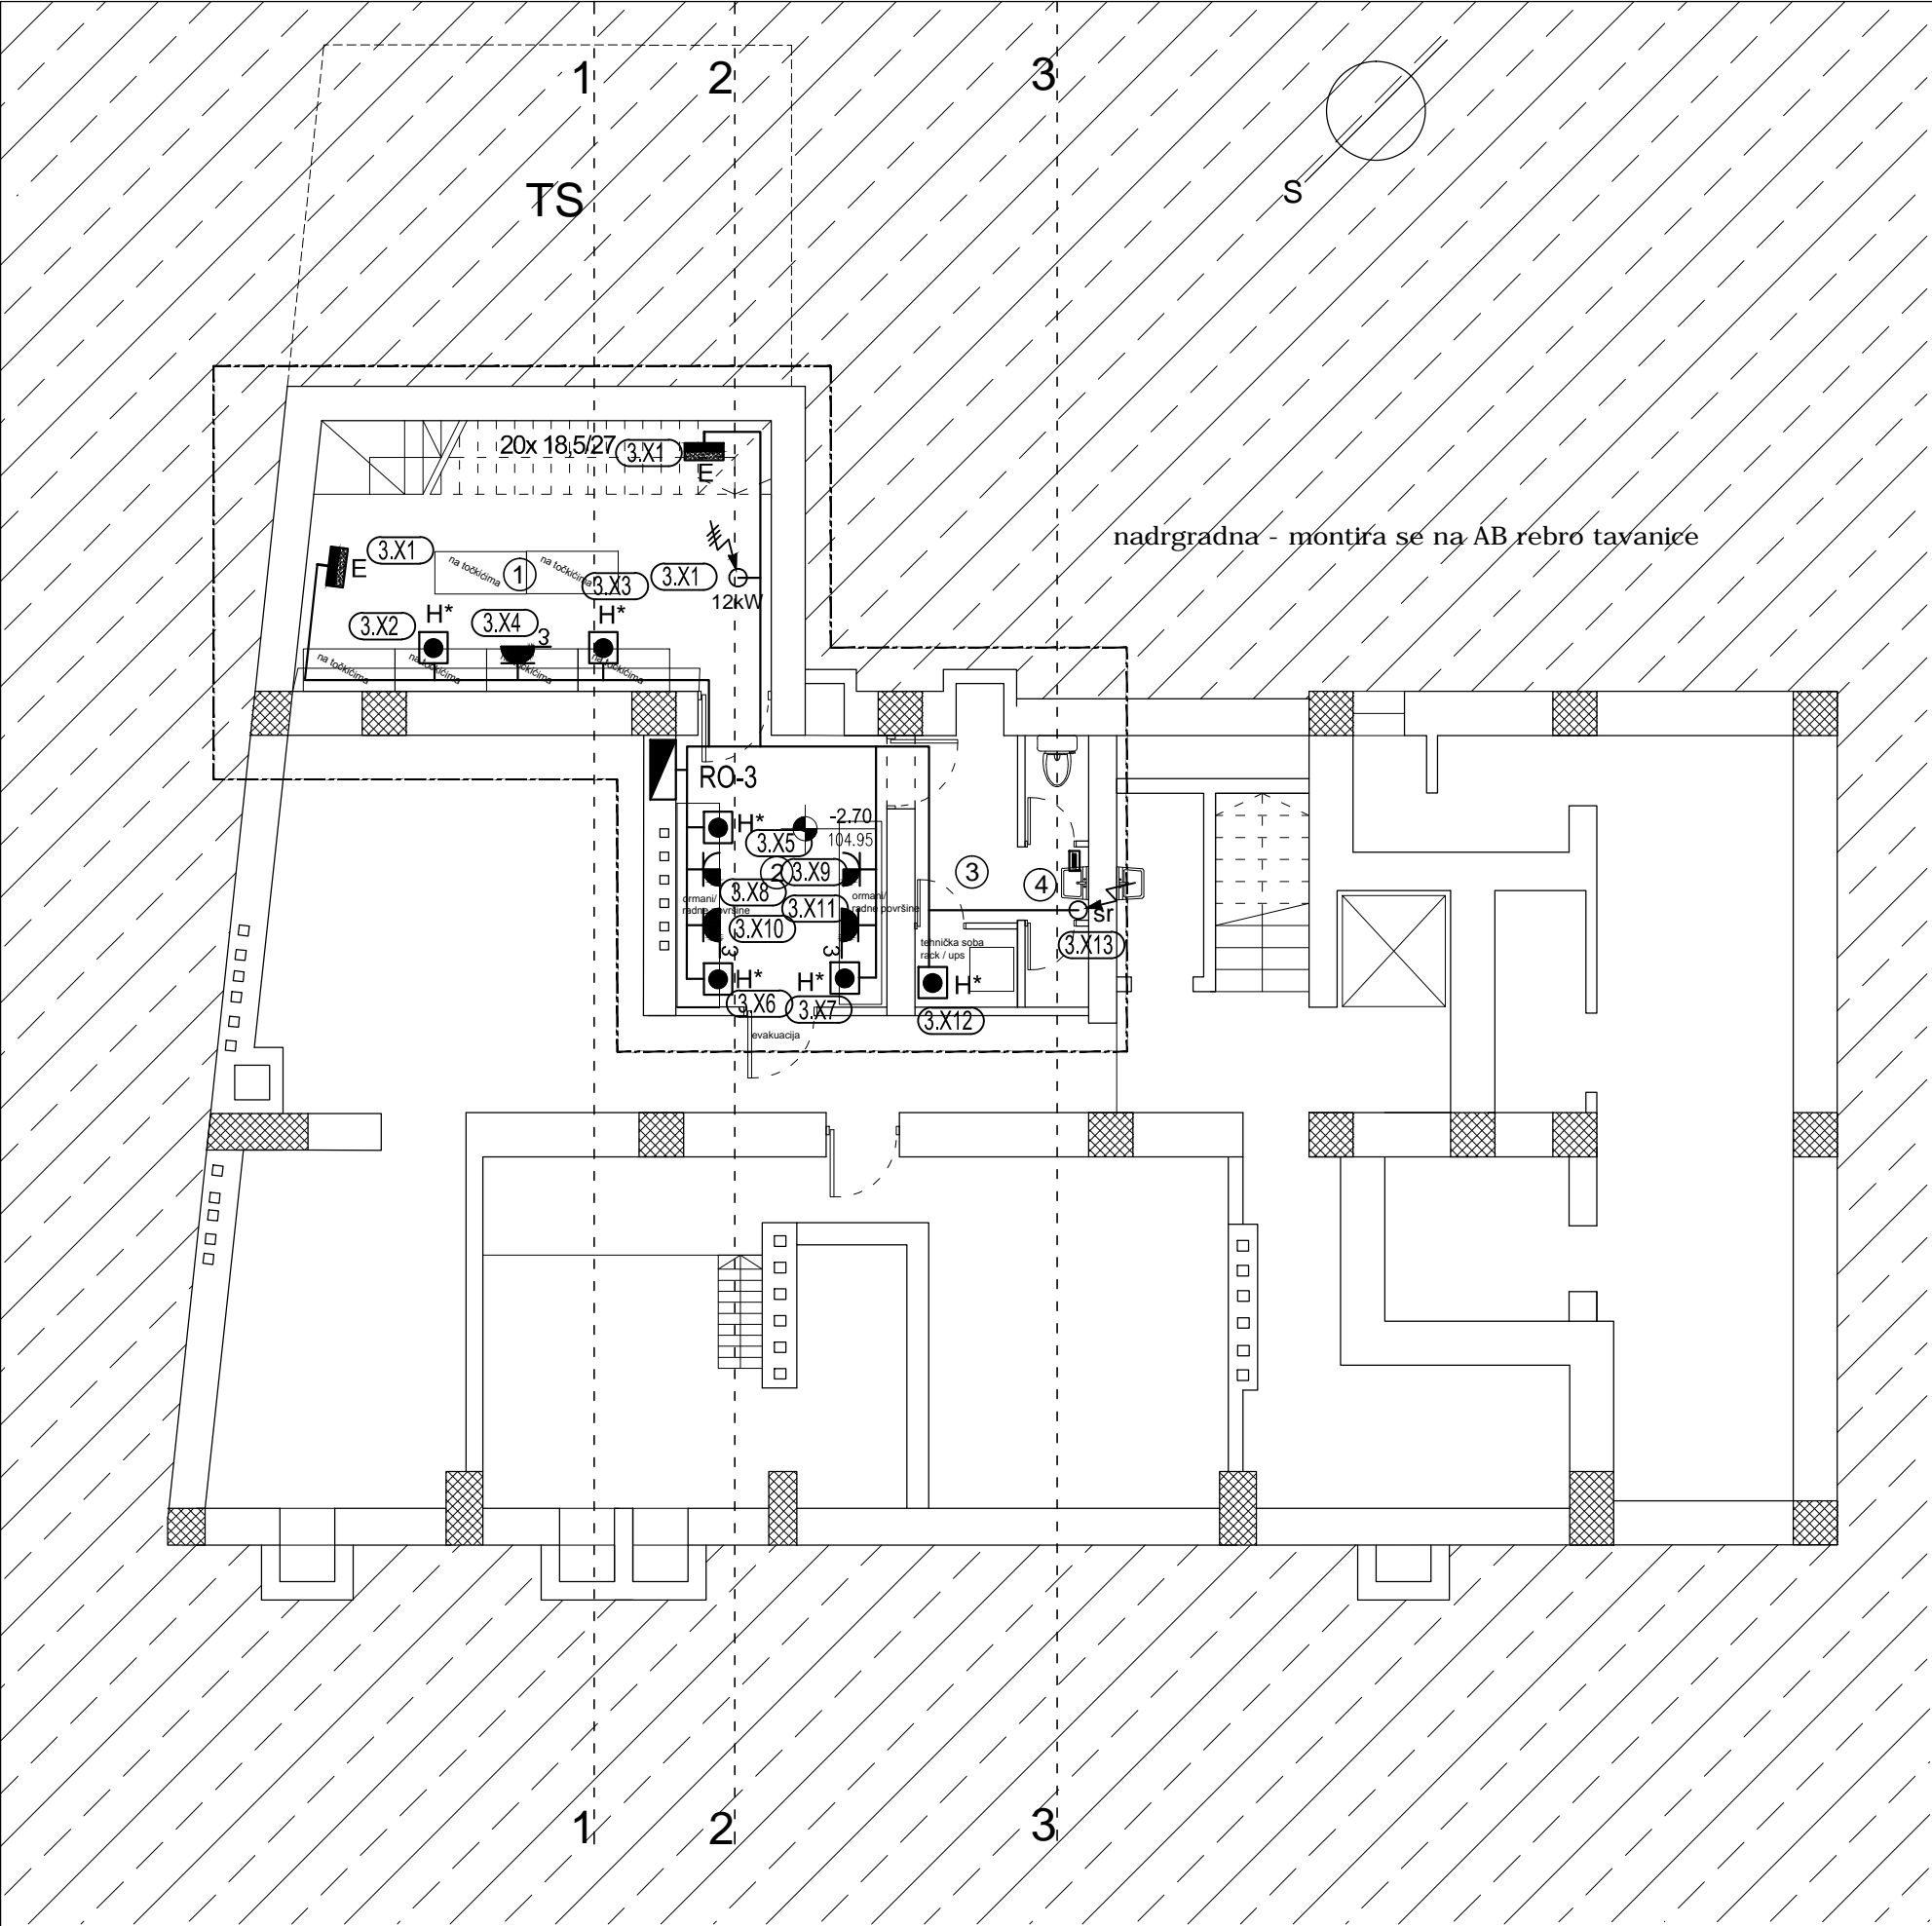 1
2
3
TS
S
20x 18,5/27
3.X1
E
nadrgradna - montira se na AB rebro tavanice
3.X1
E
na točkićima
1
na točkićima
3.X3
3.X1
12kW
3.X2
H*
3.X4
3
H*
na točkićima
na točkićima
na točkićima
na točkićima
RO-3
H*
3.X5
-2.70
104.95
2
3.X9
3
4
3.X8
ormani/
radne površine
ormani/
radne površine
3.X11
3.X10
sr
3.X13
3
3
tehnička soba
rack / ups
H*
H*
H*
3.X6
3.X7
3.X12
evakuacija
1
2
3